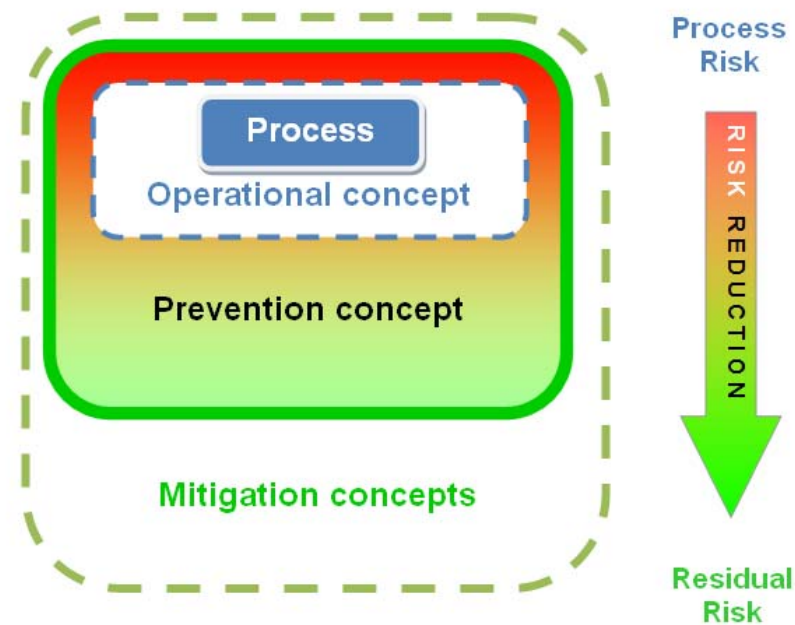 Process
Operational concept
Prevention concept
Mitigation concepts
Process
Risk
RISK REDUCTION
Residual
Risk